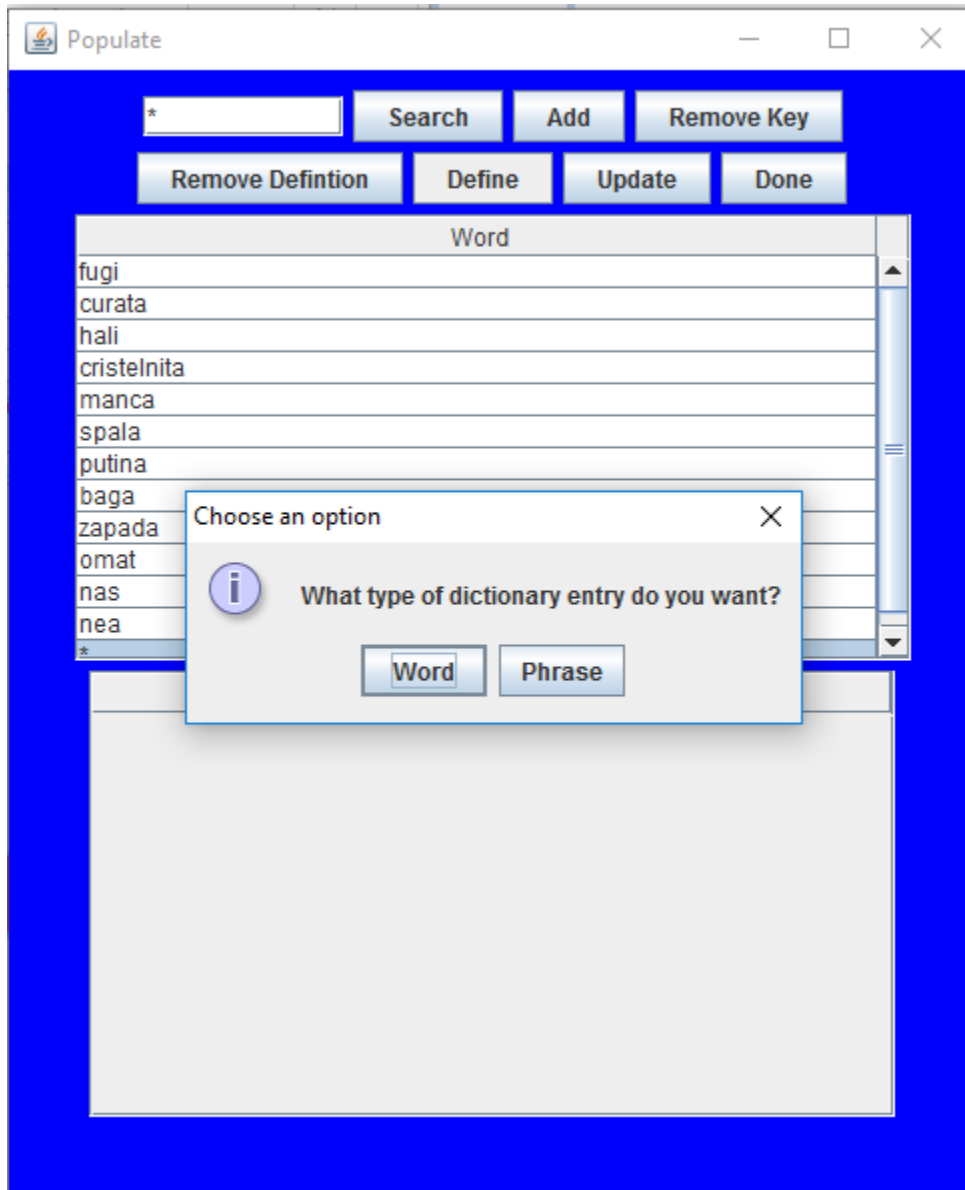 Populate
* Search Add Remove Key
Remove Defintion Define Update Done
Word
fugi
curata
hali
cristelnita
manca
spala
putina
baga
zapada
omat
nas
nea
*
Choose an option
i What type of dictionary entry do you want?
Word Phrase